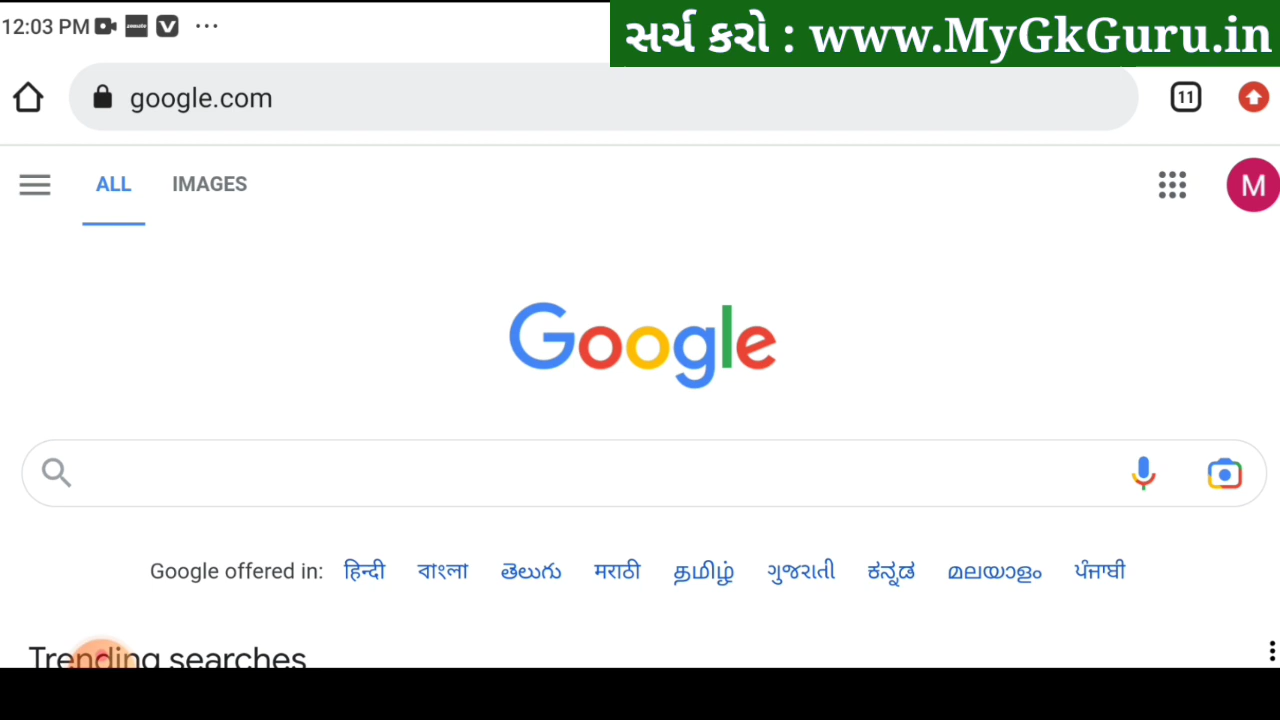 12:03 PM
સર્ચ કરો : www.MyGkGuru.in
google.com
11
ALL IMAGES
M
Google
Google offered in: हिन्दी বাংলা తెలుగు मराठी தமிழ் ગુજરાતી ಕನ್ನಡ മലയാളം ਪੰਜਾਬੀ
Trending searches